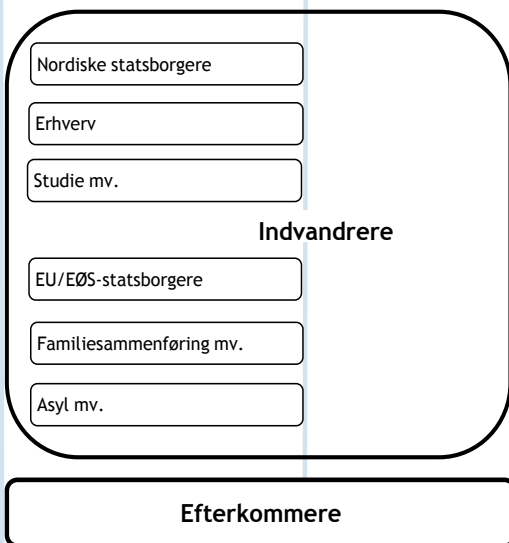 Nordiske statsborgere
Erhverv
Studie mv.
Indvandrere
EU/EØS-statsborgere
Familiesammenføring mv.
Asyl mv.
Efterkommere